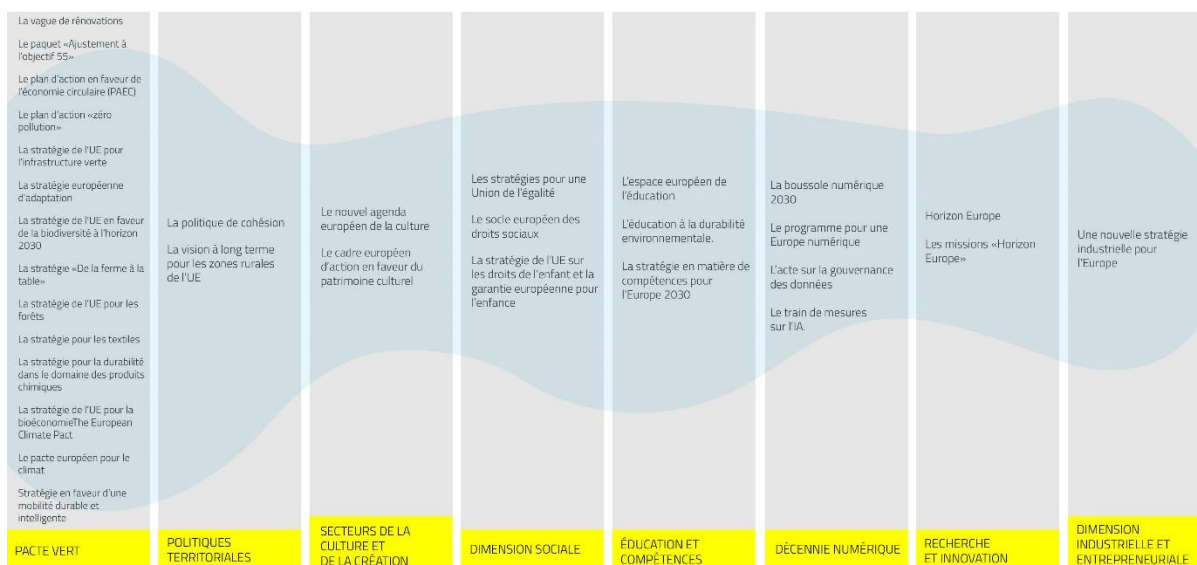 La vague de rénovations
Le paquet «Ajustement à
l'objectif 55»
Le plan d'action en faveur de
l'économie circulaire (PAEC)
Le plan d'action «zéro
pollution»
La stratégie de l'UE pour
l'infrastructure verte
La stratégie européenne
d'adaptation
La stratégie de l'UE en faveur
de la biodiversité à l'horizon
2030
La stratégie «De la ferme à la
table»
La stratégie de l'UE pour les
forêts
La stratégie pour les textiles
La stratégie pour la durabilité
dans le domaine des produits
chimiques
La stratégie de l'UE pour la
bioéconomieThe European
Climate Pact
Le pacte européen pour le
climat
Stratégie en faveur d'une
mobilité durable et
intelligente
PACTE VERT
La politique de cohésion
La vision à long terme
pour les zones rurales
de l'UE
POLITIQUES
TERRITORIALES
Le nouvel agenda
européen de la culture
Le cadre européen
d'action en faveur du
patrimoine culturel
SECTEURS DE LA
CULTURE ET
DE LA CRÉATION
Les stratégies pour une
Union de l'égalité
Le socle européen des
droits sociaux
La stratégie de l'UE sur
les droits de l'enfant et la
garantie européenne pour
l'enfance
DIMENSION SOCIALE
L'espace européen de
l'éducation
L'éducation à la durabilité
environnementale.
La stratégie en matière de
compétences pour
l'Europe 2030
ÉDUCATION ET
COMPÉTENCES
La boussole numérique
2030
Le programme pour une
Europe numérique
L'acte sur la gouvernance
des données
Le train de mesures
sur l'IA.
DÉCENNIE NUMÉRIQUE
Horizon Europe
Les missions «Horizon
Europe»
RECHERCHE
ET INNOVATION
Une nouvelle stratégie
industrielle pour
l'Europe
DIMENSION
INDUSTRIELLE ET
ENTREPRENEURIALE